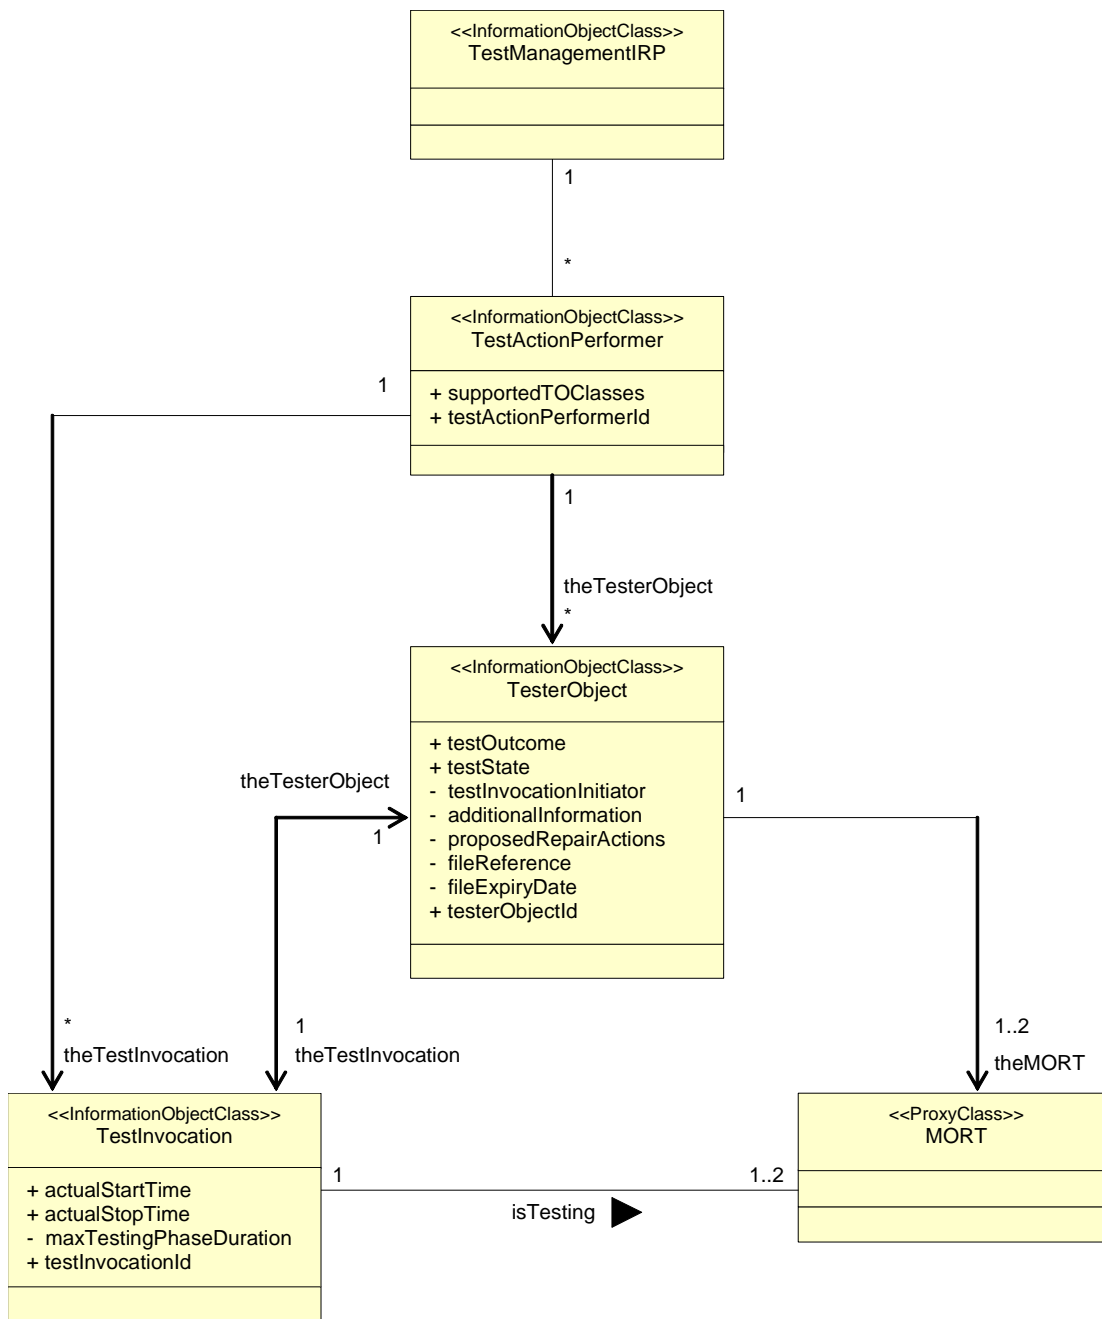 <<InformationObjectClass>>
TestManagementIRP
1
*
<<InformationObjectClass>>
TestActionPerformer
+ supportedTOClasses
+ testActionPerformerId
1
1
theTesterObject
*
<<InformationObjectClass>>
TesterObject
+ testOutcome
+ testState
- testInvocationInitiator
- additionalInformation
- proposedRepairActions
- fileReference
- fileExpiryDate
+ testerObjectId
theTesterObject
1
1
*
theTestInvocation
1
theTestInvocation
1..2
theMORT
<<InformationObjectClass>>
TestInvocation
+ actualStartTime
+ actualStopTime
- maxTestingPhaseDuration
+ testInvocationId
1
isTesting
1..2
<<ProxyClass>>
MORT